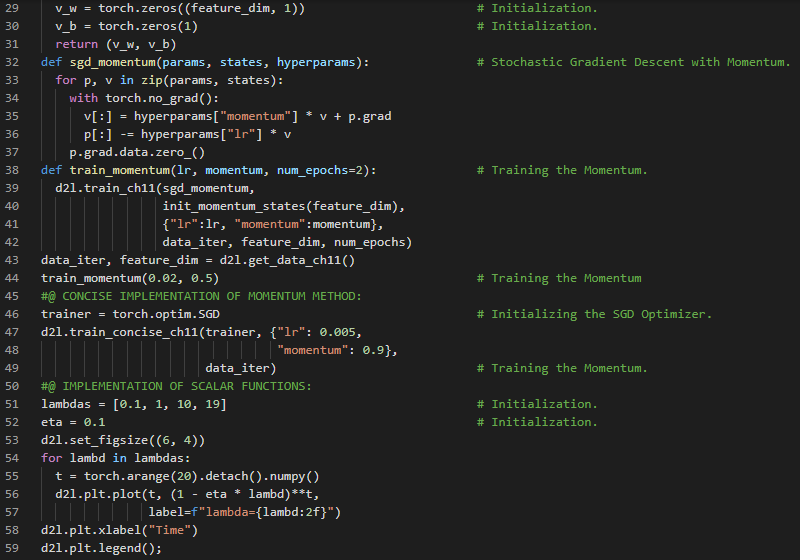 29 v_w = torch.zeros((feature_dim, 1)) # Initialization.
30 v_b = torch.zeros(1) # Initialization.
31 return (v_w, v_b)
32 def sgd_momentum(params, states, hyperparams): # Stochastic Gradient Descent with Momentum.
33 for p, v in zip(params, states):
34 with torch.no_grad():
35 v[:] = hyperparams["momentum"] * v + p.grad
36 p[:] -= hyperparams["lr"] * v
37 p.grad.data.zero_()
38 def train_momentum(lr, momentum, num_epochs=2): # Training the Momentum.
39 d2l.train_ch11(sgd_momentum,
40 init_momentum_states(feature_dim),
41 {"lr":lr, "momentum":momentum},
42 data_iter, feature_dim, num_epochs)
43 data_iter, feature_dim = d2l.get_data_ch11()
44 train_momentum(0.02, 0.5) # Training the Momentum
45 #@ CONCISE IMPLEMENTATION OF MOMENTUM METHOD:
46 trainer = torch.optim.SGD # Initializing the SGD Optimizer.
47 d2l.train_concise_ch11(trainer, {"lr": 0.005,
48 "momentum": 0.9},
49 data_iter) # Training the Momentum.
50 #@ IMPLEMENTATION OF SCALAR FUNCTIONS:
51 lambdas = [0.1, 1, 10, 19] # Initialization.
52 eta = 0.1 # Initialization.
53 d2l.set_figsize((6, 4))
54 for lambd in lambdas:
55 t = torch.arange(20).detach().numpy()
56 d2l.plt.plot(t, (1 - eta * lambd)**t,
57 label=f"lambda={lambd:2f}")
58 d2l.plt.xlabel("Time")
59 d2l.plt.legend();